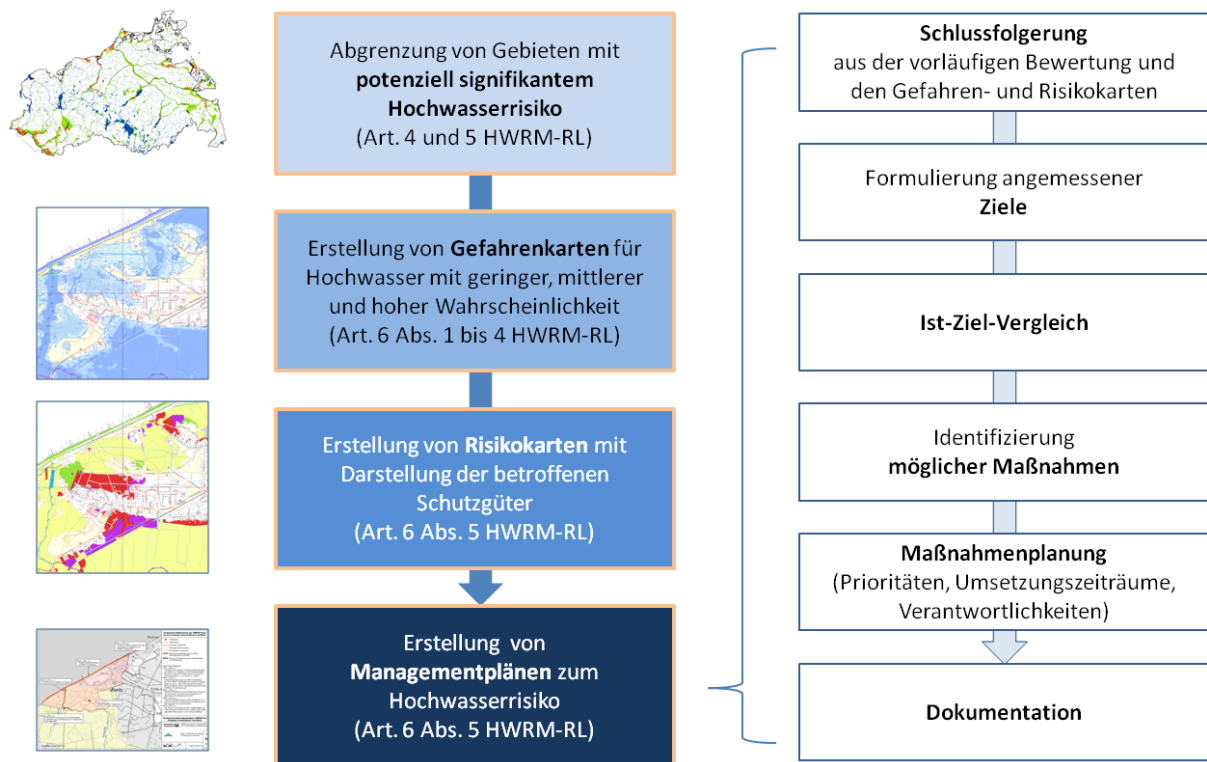 Abgrenzung von Gebieten mit
potenziell signifikantem
Hochwasserrisiko
(Art. 4 und 5 HWRM-RL)
Erstellung von Gefahrenkarten für
Hochwasser mit geringer, mittlerer
und hoher Wahrscheinlichkeit
(Art. 6 Abs. 1 bis 4 HWRM-RL)
Erstellung von Risikokarten mit
Darstellung der betroffenen
Schutzgüter
(Art. 6 Abs. 5 HWRM-RL)
Erstellung von
Managementplänen zum
Hochwasserrisiko
(Art. 6 Abs. 5 HWRM-RL)
Schlussfolgerung
aus der vorläufigen Bewertung und
den Gefahren- und Risikokarten
Formulierung angemessener
Ziele
Ist-Ziel-Vergleich
Identifizierung
möglicher Maßnahmen
Maßnahmenplanung
(Prioritäten, Umsetzungszeiträume,
Verantwortlichkeiten)
Dokumentation